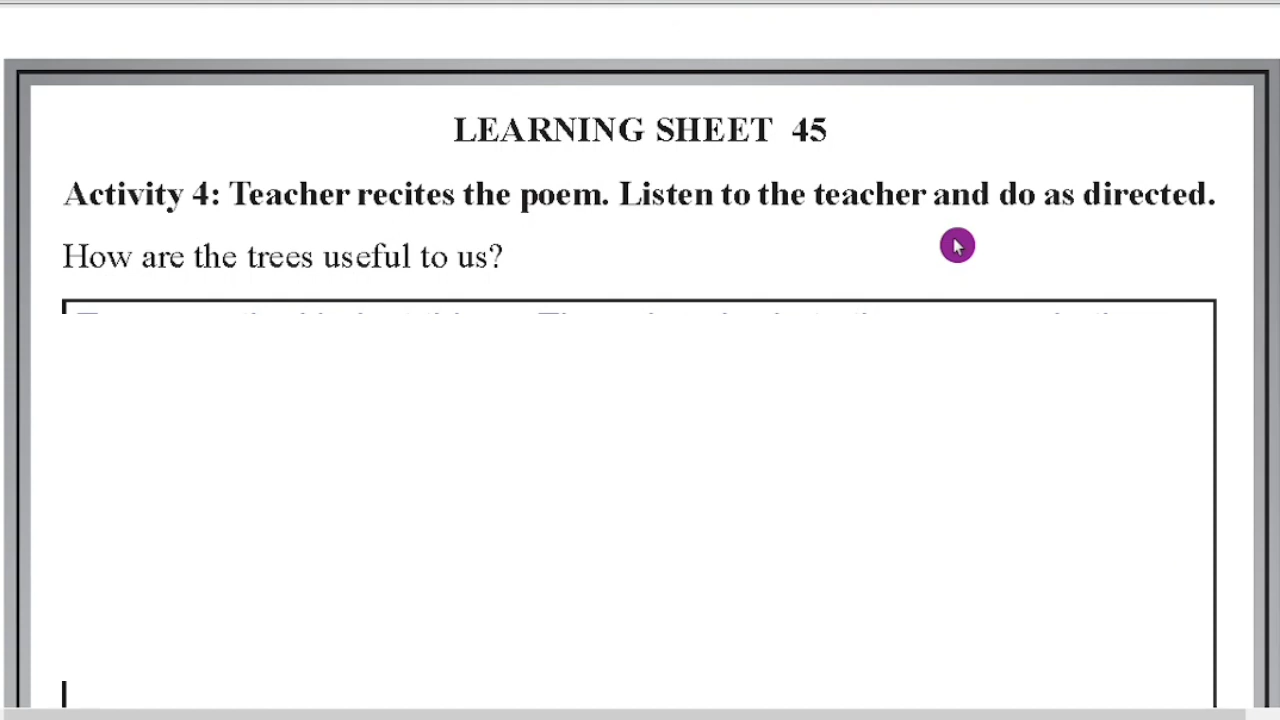 LEARNING SHEET 45
Activity 4: Teacher recites the poem. Listen to the teacher and do as directed.
How are the trees useful to us?